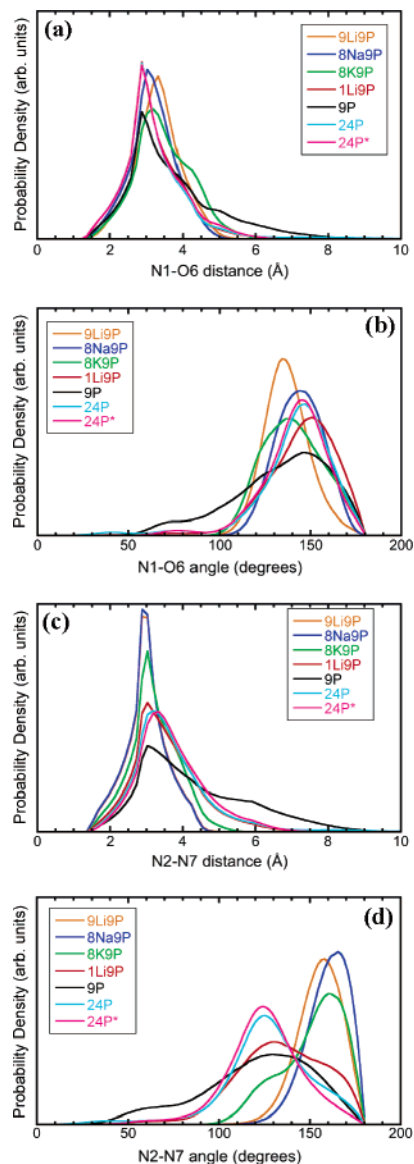 (a)
9Li9P
8Na9P
8K9P
1Li9P
9P
24P
24P*
Probability Density (arb. units)
0 2 4 6 8 10
N1-O6 distance (Å)
(b)
9Li9P
8Na9P
8K9P
1Li9P
9P
24P
24P*
Probability Density (arb. units)
0 50 100 150 200
N1-O6 angle (degrees)
(c)
9Li9P
8Na9P
8K9P
1Li9P
9P
24P
24P*
Probability Density (arb. units)
0 2 4 6 8 10
N2-N7 distance (Å)
(d)
9Li9P
8Na9P
8K9P
1Li9P
9P
24P
24P*
Probability Density (arb. units)
0 50 100 150 200
N2-N7 angle (degrees)